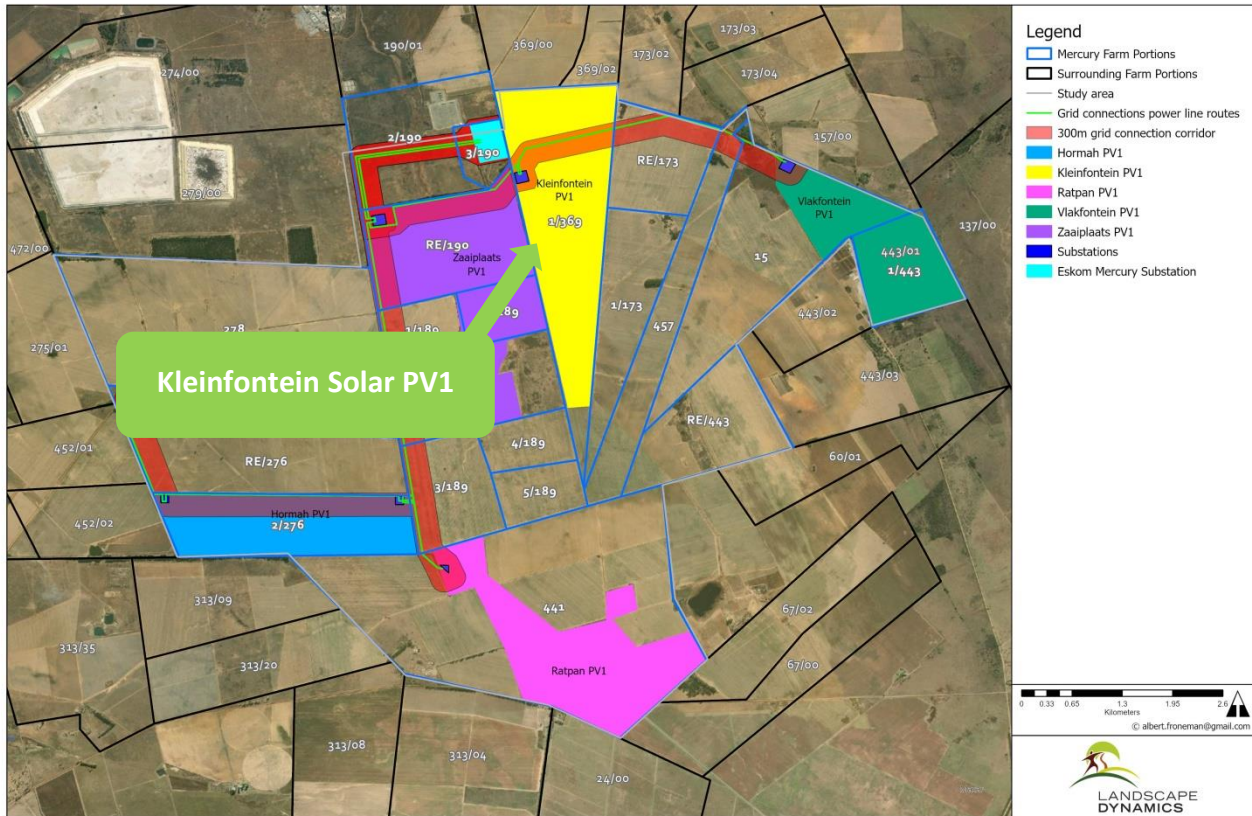 190/01
369/00
369/02
173/02
173/03
173/04
274/00
2/190
3/190
157/00
RE/173
279/00
Kleinfontein
PV1
1/369
Vlakfontein
PV1
137/00
472/00
RE/190
Zaaiplaats
PV1
15
443/01
1/443
1/173
457
443/02
275/01
278
1/189
443/03
Kleinfontein Solar PV1
RE/443
452/01
RE/276
4/189
60/01
3/189
5/189
452/02
Hormah PV1
2/276
313/09
441
67/02
313/35
313/20
67/00
Ratpan PV1
313/08
313/04
24/00
Legend
Mercury Farm Portions
Surrounding Farm Portions
Study area
Grid connections power line routes
300m grid connection corridor
Hormah PV1
Kleinfontein PV1
Ratpan PV1
Vlakfontein PV1
Zaaiplaats PV1
Substations
Eskom Mercury Substation
0 0.33 0.65 1.3 1.95 2.6
Kilometers
© albert.froneman@gmail.com
LANDSCAPE
DYNAMICS